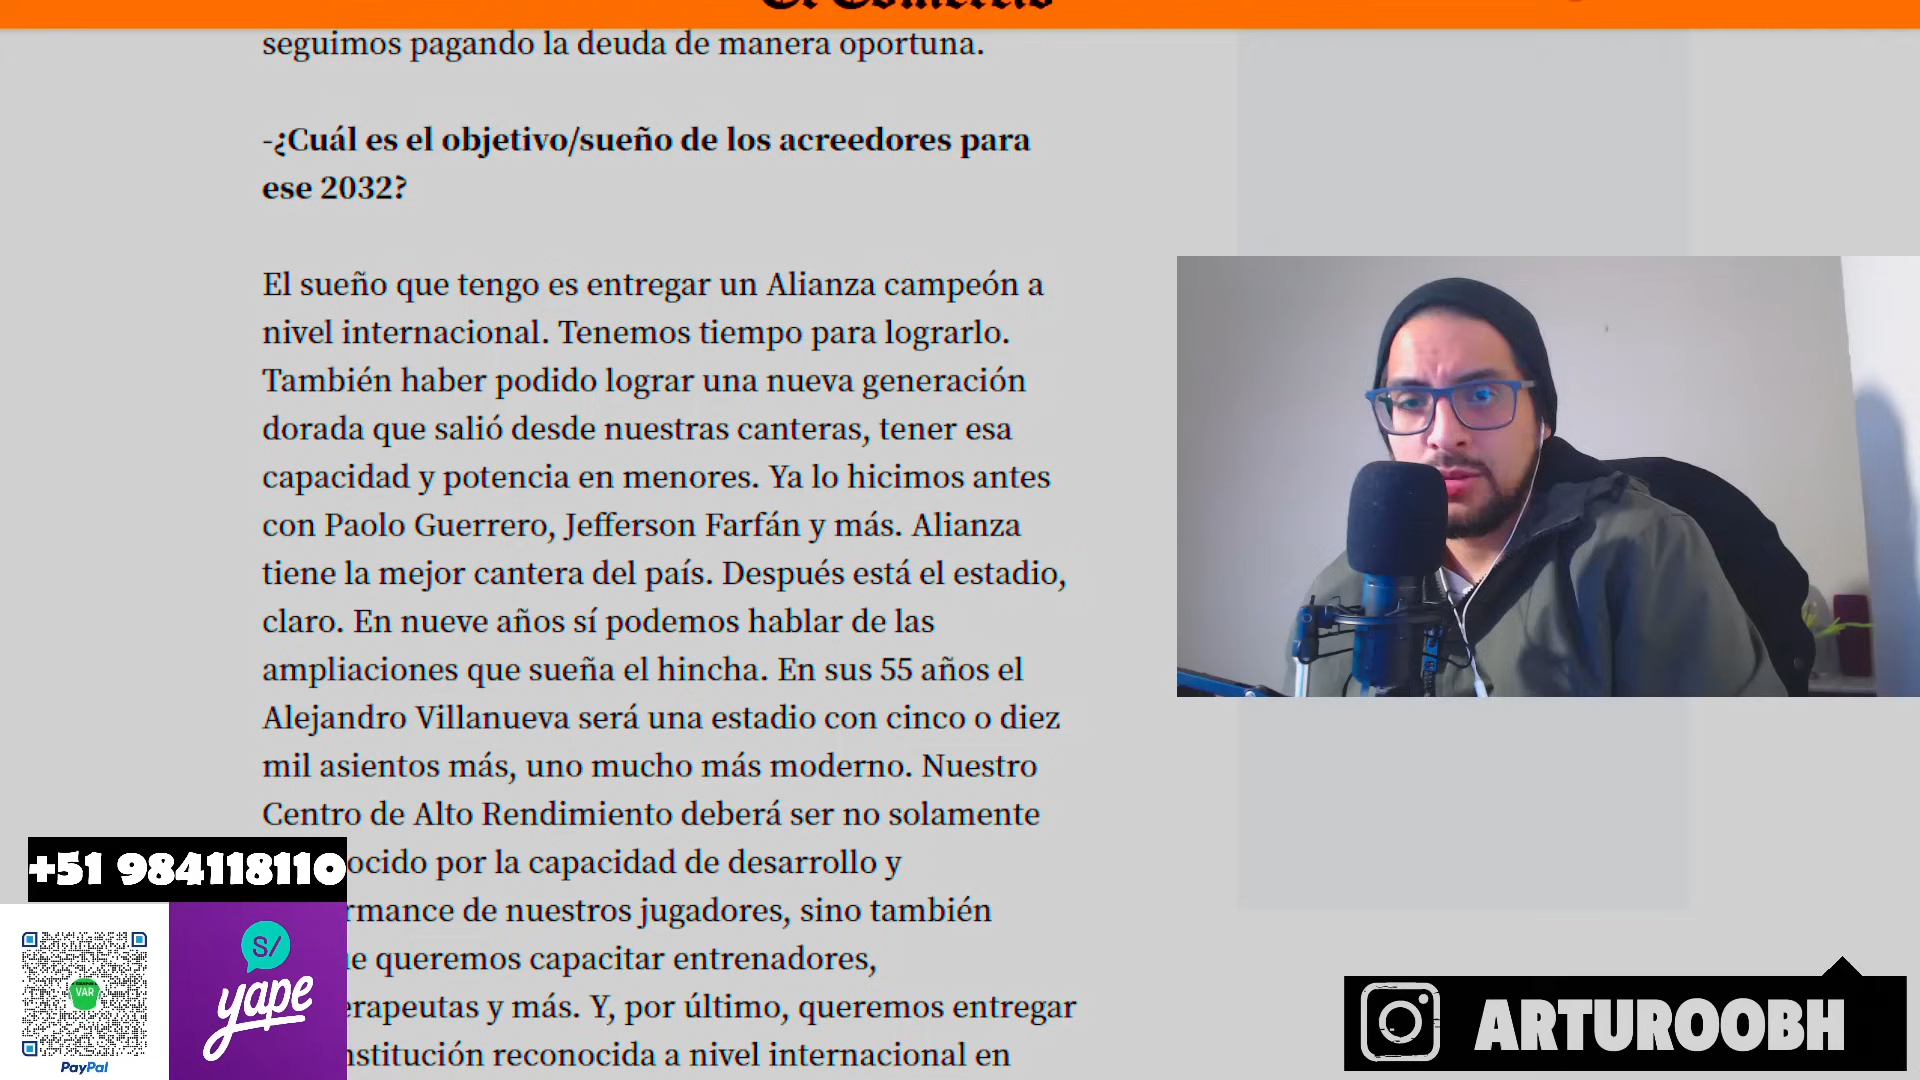 El Comercio
seguimos pagando la deuda de manera oportuna.
-¿Cuál es el objetivo/sueño de los acreedores para
ese 2032?
El sueño que tengo es entregar un Alianza campeón a
nivel internacional. Tenemos tiempo para lograrlo.
También haber podido lograr una nueva generación
dorada que salió desde nuestras canteras, tener esa
capacidad y potencia en menores. Ya lo hicimos antes
con Paolo Guerrero, Jefferson Farfán y más. Alianza
tiene la mejor cantera del país. Después está el estadio,
claro. En nueve años sí podemos hablar de las
ampliaciones que sueña el hincha. En sus 55 años el
Alejandro Villanueva será una estadio con cinco o diez
mil asientos más, uno mucho más moderno. Nuestro
Centro de Alto Rendimiento deberá ser no solamente
ocido por la capacidad de desarrollo y
rmance de nuestros jugadores, sino también
e queremos capacitar entrenadores,
erapeutas y más. Y, por último, queremos entregar
nstitución reconocida a nivel internacional en
+51 984118110
VAR
PayPal
S/
yape
ARTUROOBH